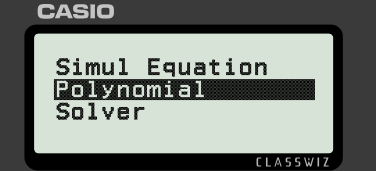 CASIO
Simul Equation
Polynomial
Solver
CLASSWIZ